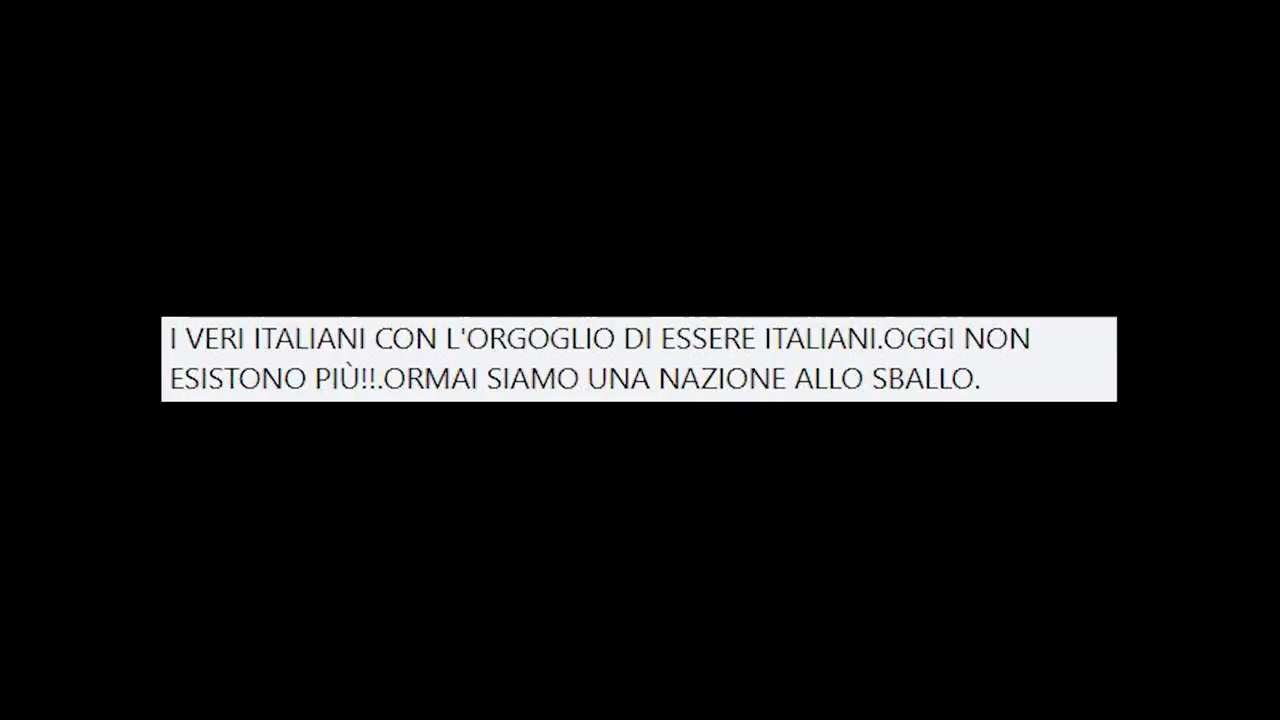 I VERI ITALIANI CON L'ORGOGLIO DI ESSERE ITALIANI.OGGI NON
ESISTONO PIÙ!!.ORMAI SIAMO UNA NAZIONE ALLO SBALLO.